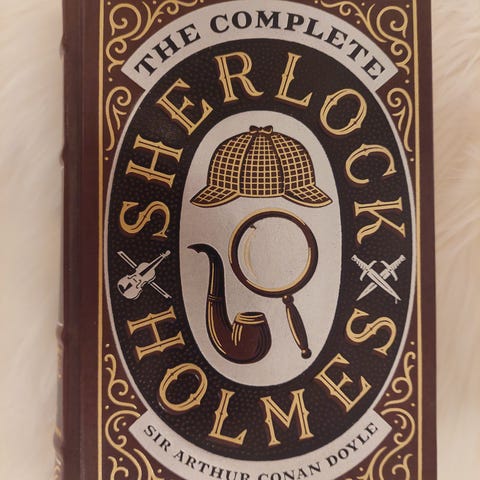 THE COMPLETE
SHERLOCK
HOLMES
SIR ARTHUR CONAN DOYLE